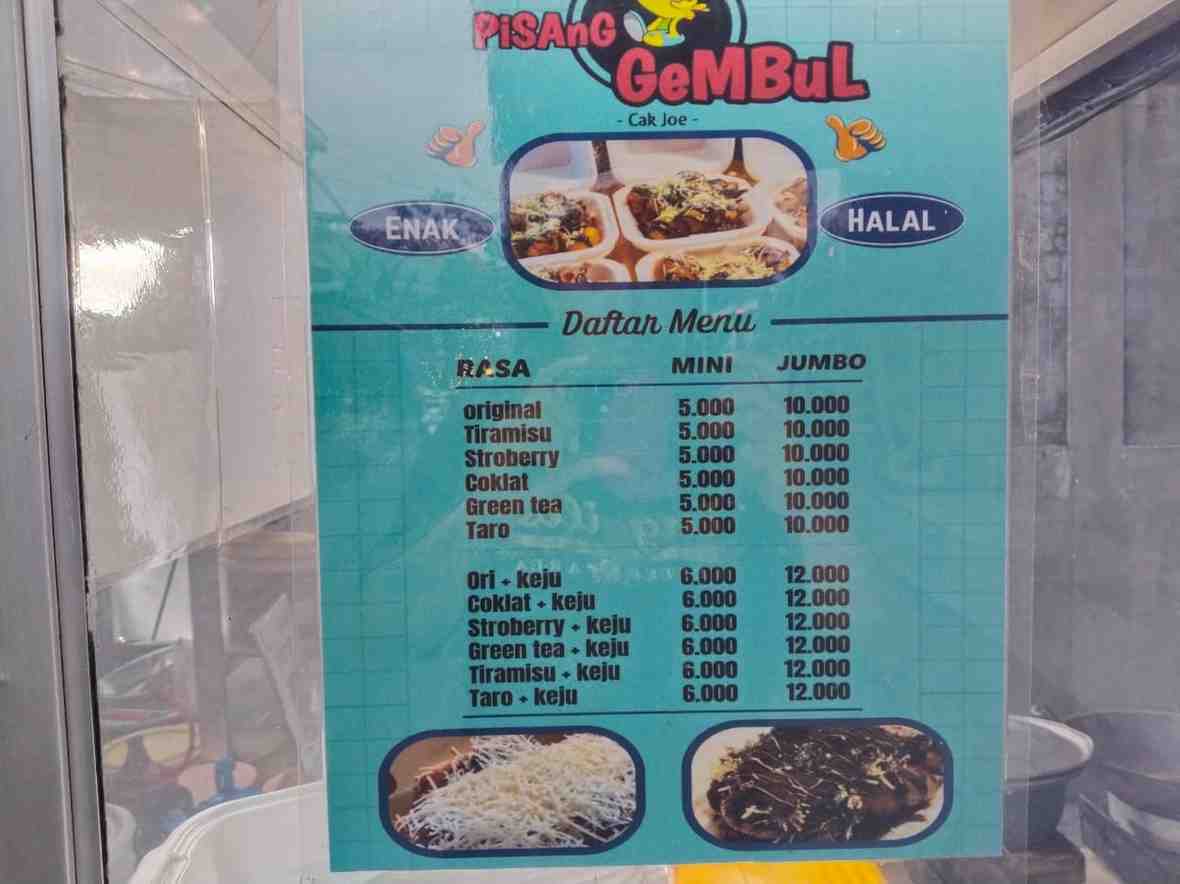 PiSAnG
GeMBuL
- Cak Joe -
ENAK
HALAL
Daftar Menu
RASA MINI JUMBO
original 5.000 10.000
Tiramisu 5.000 10.000
Stroberry 5.000 10.000
Coklat 5.000 10.000
Green tea 5.000 10.000
Taro 5.000 10.000
Ori + keju 6.000 12.000
Coklat + keju 6.000 12.000
Stroberry + keju 6.000 12.000
Green tea + keju 6.000 12.000
Tiramisu + keju 6.000 12.000
Taro + keju 6.000 12.000